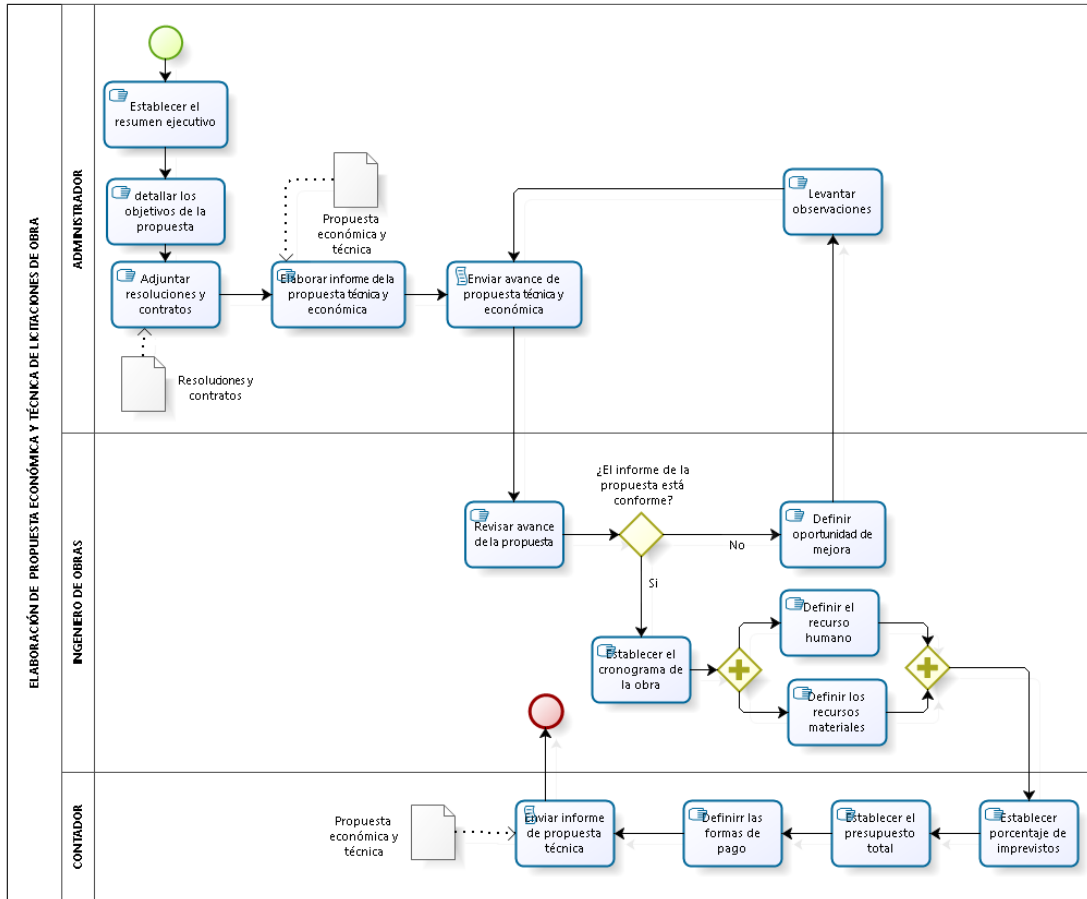 ELABORACIÓN DE PROPUESTA ECONÓMICA Y TÉCNICA DE LICITACIONES DE OBRA
ADMINISTRADOR
Establecer el
resumen ejecutivo
detallar los
objetivos de la
propuesta
Adjuntar
resoluciones y
contratos
Resoluciones y
contratos
Propuesta
económica y
técnica
Elaborar informe de la
propuesta técnica y
económica
Enviar avance de
propuesta técnica y
económica
Levantar
observaciones
INGENIERO DE OBRAS
Revisar avance
de la propuesta
¿El informe de la
propuesta está
conforme?
No
Si
Definir
oportunidad de
mejora
Establecer el
cronograma de
la obra
Definir el
recurso
humano
Definir los
recursos
materiales
CONTADOR
Propuesta
económica y
técnica
Enviar informe
de propuesta
técnica
Definir las
formas de
pago
Establecer el
presupuesto
total
Establecer
porcentaje de
imprevistos